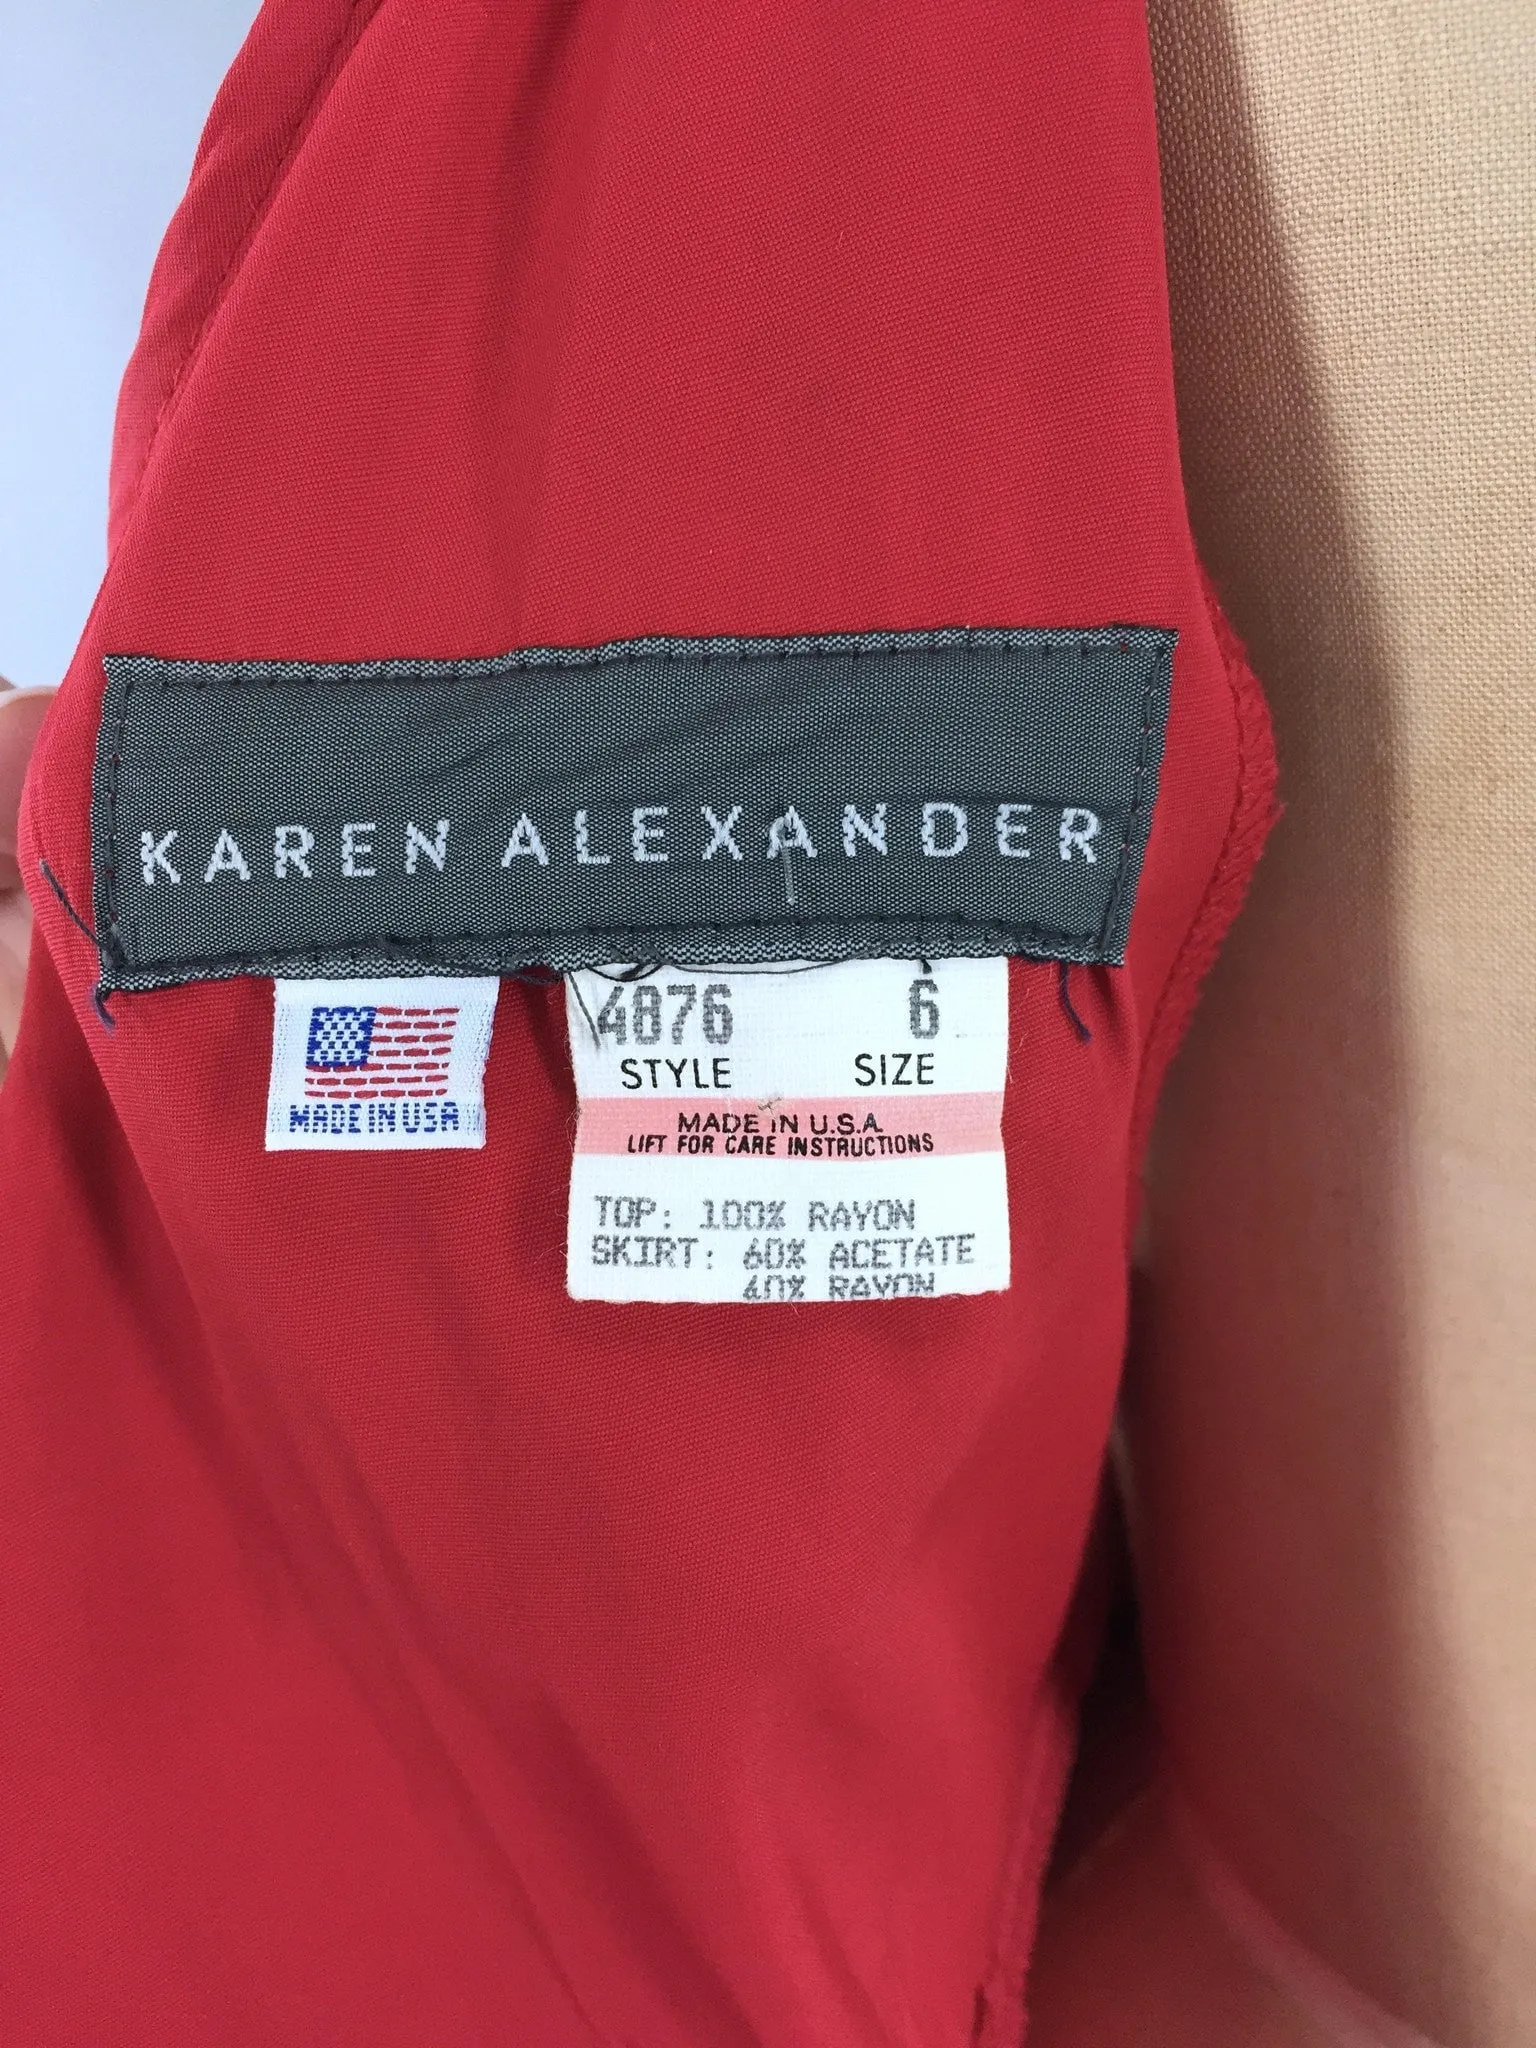 KAREN ALEXANDER
MADE IN USA
4876 6
STYLE SIZE
MADE IN U.S.A.
LIFT FOR CARE INSTRUCTIONS
TOP: 100% RAYON
SKIRT: 60% ACETATE
40% RAYON